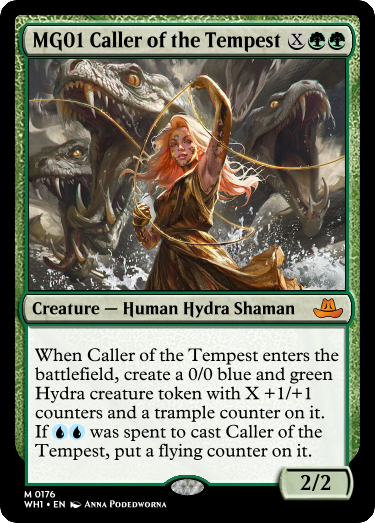 MG01 Caller of the Tempest X
Creature — Human Hydra Shaman
When Caller of the Tempest enters the
battlefield, create a 0/0 blue and green
Hydra creature token with X +1/+1
counters and a trample counter on it.
If was spent to cast Caller of the
Tempest, put a flying counter on it.
2/2
M 0176
WH1 • EN Anna Podedworna